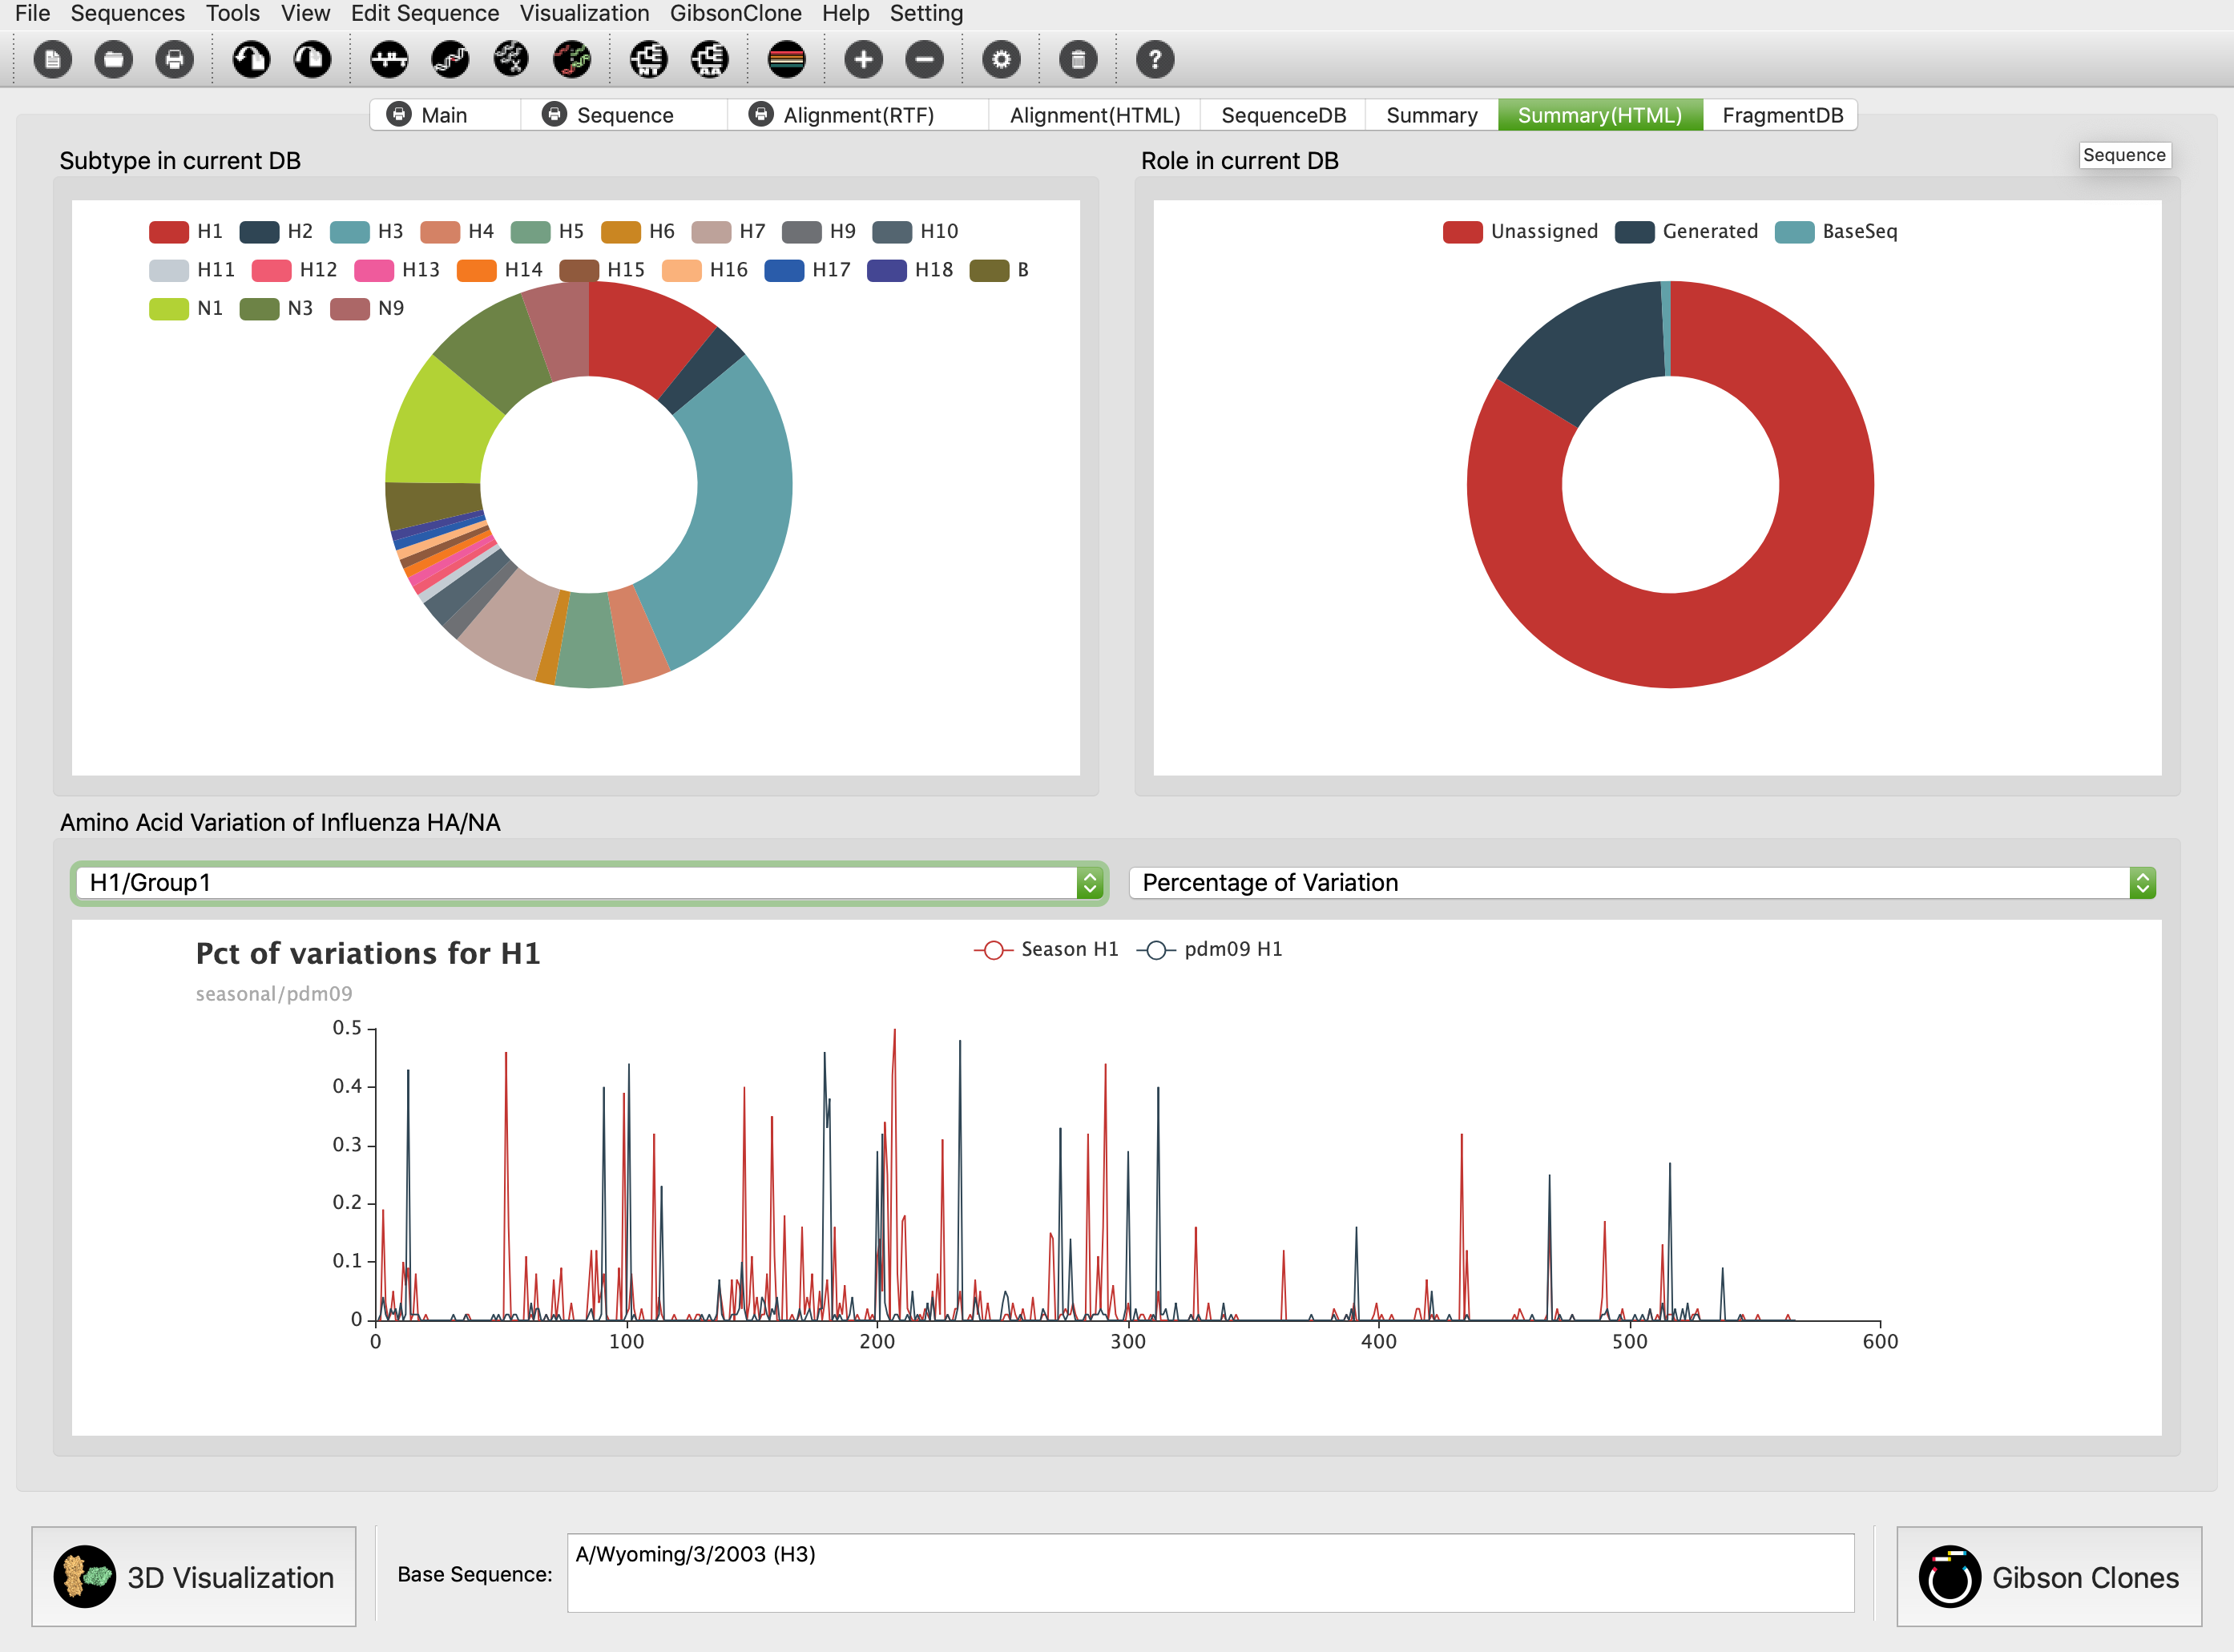 File Sequences Tools View Edit Sequence Visualization GibsonClone Help Setting
NT AA ?
Main Sequence Alignment(RTF) Alignment(HTML) SequenceDB Summary Summary(HTML) FragmentDB
Subtype in current DB
Role in current DB
Sequence
H1 H2 H3 H4 H5 H6 H7 H9 H10
H11 H12 H13 H14 H15 H16 H17 H18 B
N1 N3 N9
Unassigned Generated BaseSeq
Amino Acid Variation of Influenza HA/NA
H1/Group1
Percentage of Variation
Pct of variations for H1
seasonal/pdm09
Season H1 pdm09 H1
0.5
0.4
0.3
0.2
0.1
0
0 100 200 300 400 500 600
3D Visualization
Base Sequence:
A/Wyoming/3/2003 (H3)
Gibson Clones